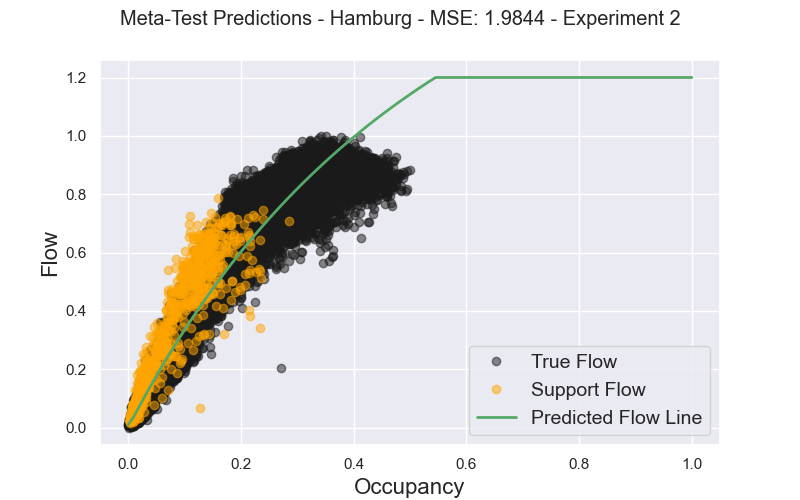 Meta-Test Predictions - Hamburg - MSE: 1.9844 - Experiment 2
1.2
1.0
0.8
0.6
0.4
0.2
0.0
Flow
True Flow
Support Flow
Predicted Flow Line
0.0 0.2 0.4 0.6 0.8 1.0
Occupancy